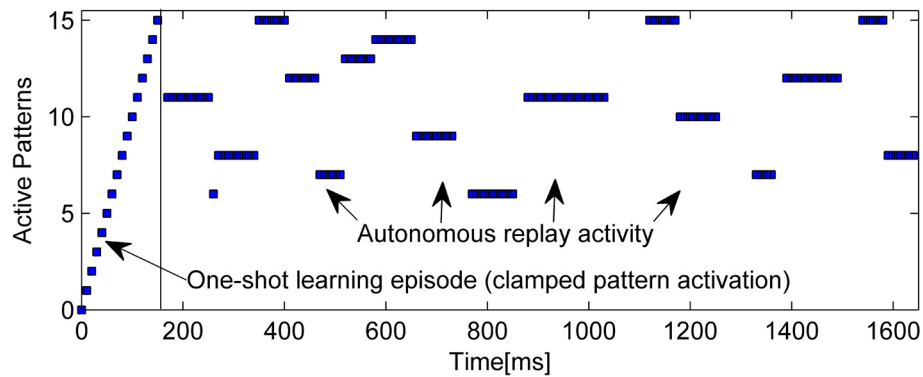 15
10
5
0
Active Patterns
Autonomous replay activity
One-shot learning episode (clamped pattern activation)
0 200 400 600 800 1000 1200 1400 1600
Time[ms]